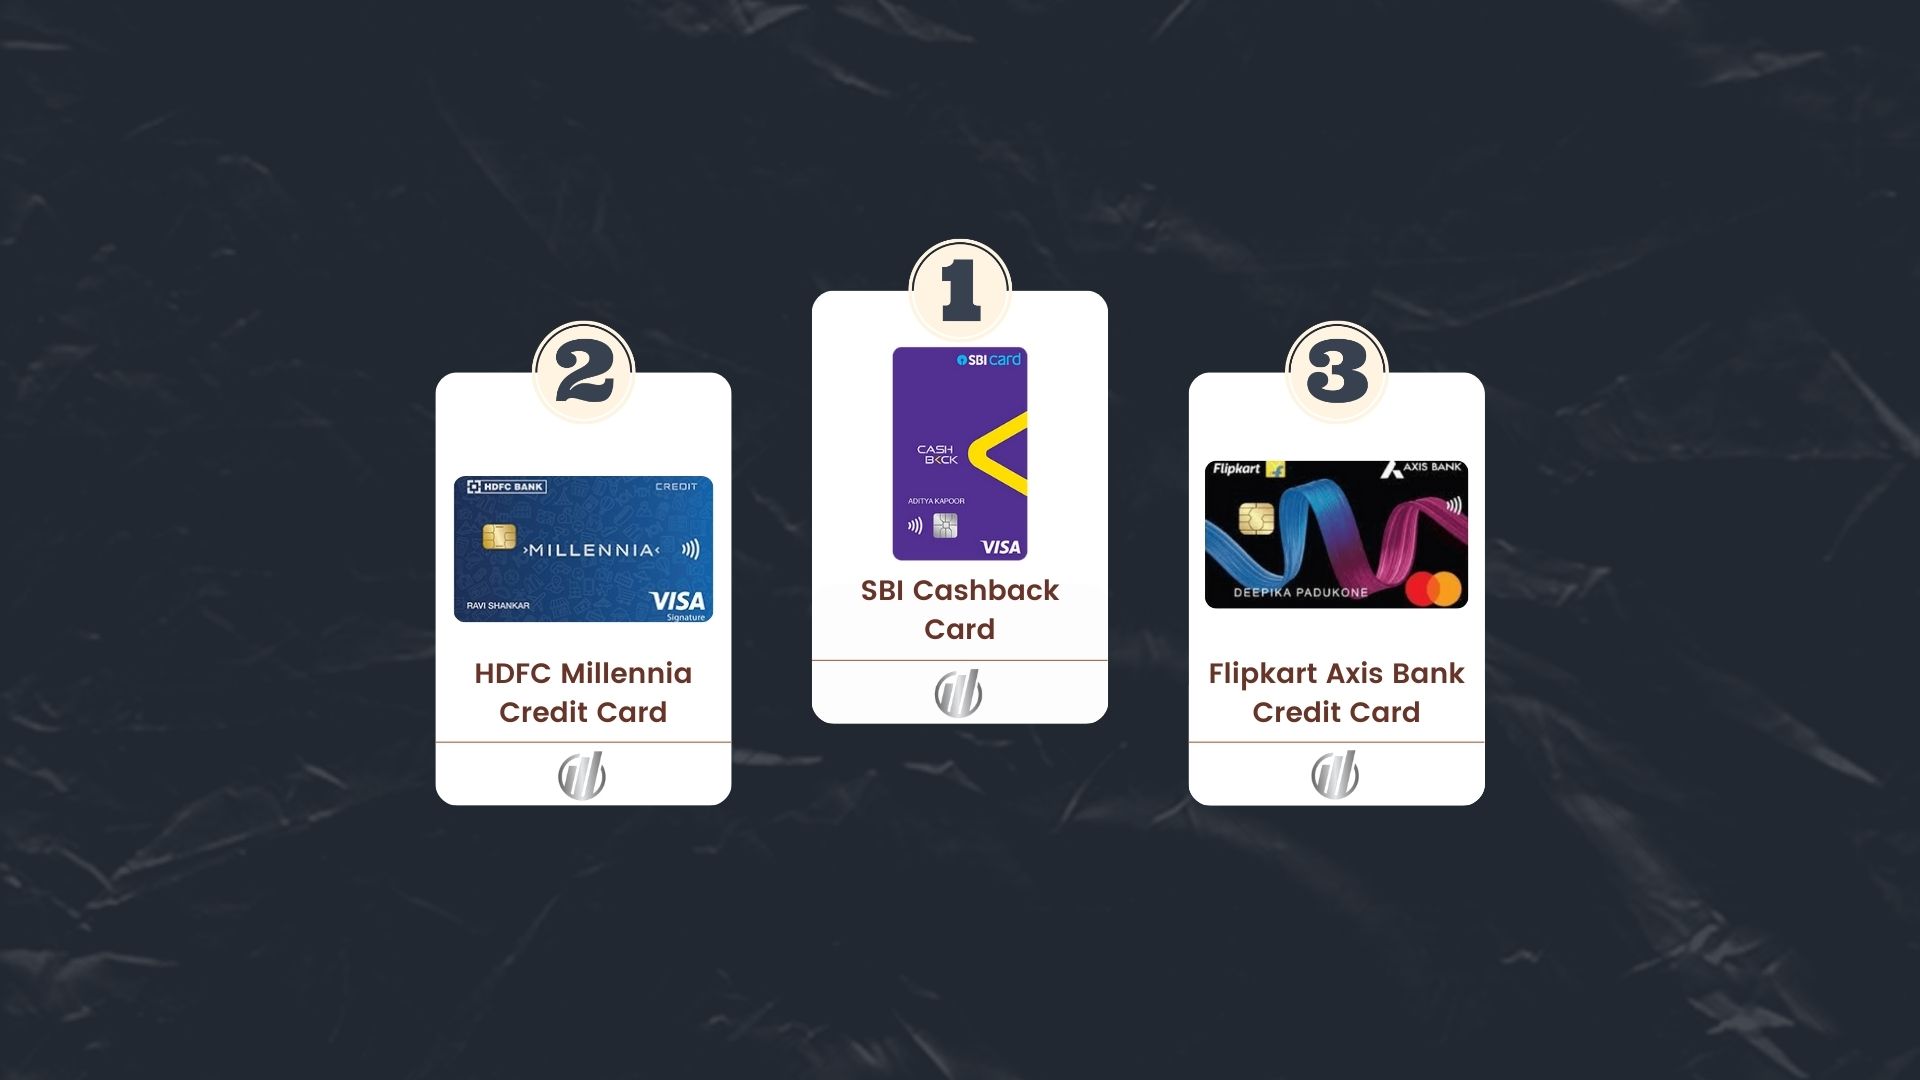 1
SBI card
CASH
BCK
ADITYA KAPOOR
VISA
SBI Cashback
Card
2
HDFC BANK
CREDIT
›MILLENNIA‹
RAVI SHANKAR
VISA
Signature
HDFC Millennia
Credit Card
3
Flipkart
AXIS BANK
DEEPIKA PADUKONE
Flipkart Axis Bank
Credit Card